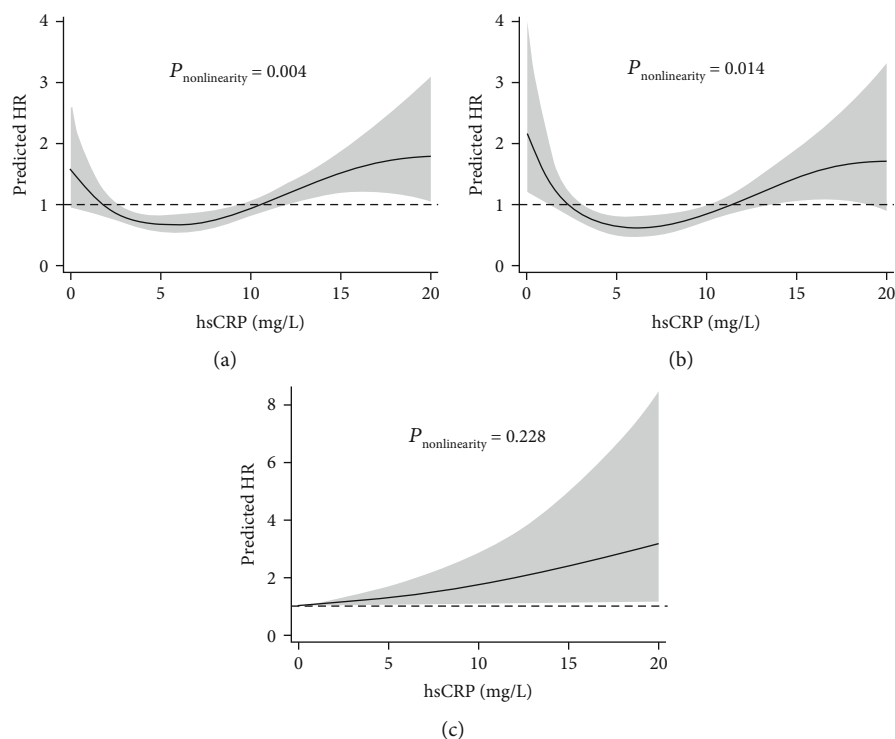 4
3
2
1
0
Predicted HR
P nonlinearity = 0.004
0 5 10 15 20
hsCRP (mg/L)
(a)
4
3
2
1
0
Predicted HR
P nonlinearity = 0.014
0 5 10 15 20
hsCRP (mg/L)
(b)
8
6
4
2
0
Predicted HR
P nonlinearity = 0.228
0 5 10 15 20
hsCRP (mg/L)
(c)